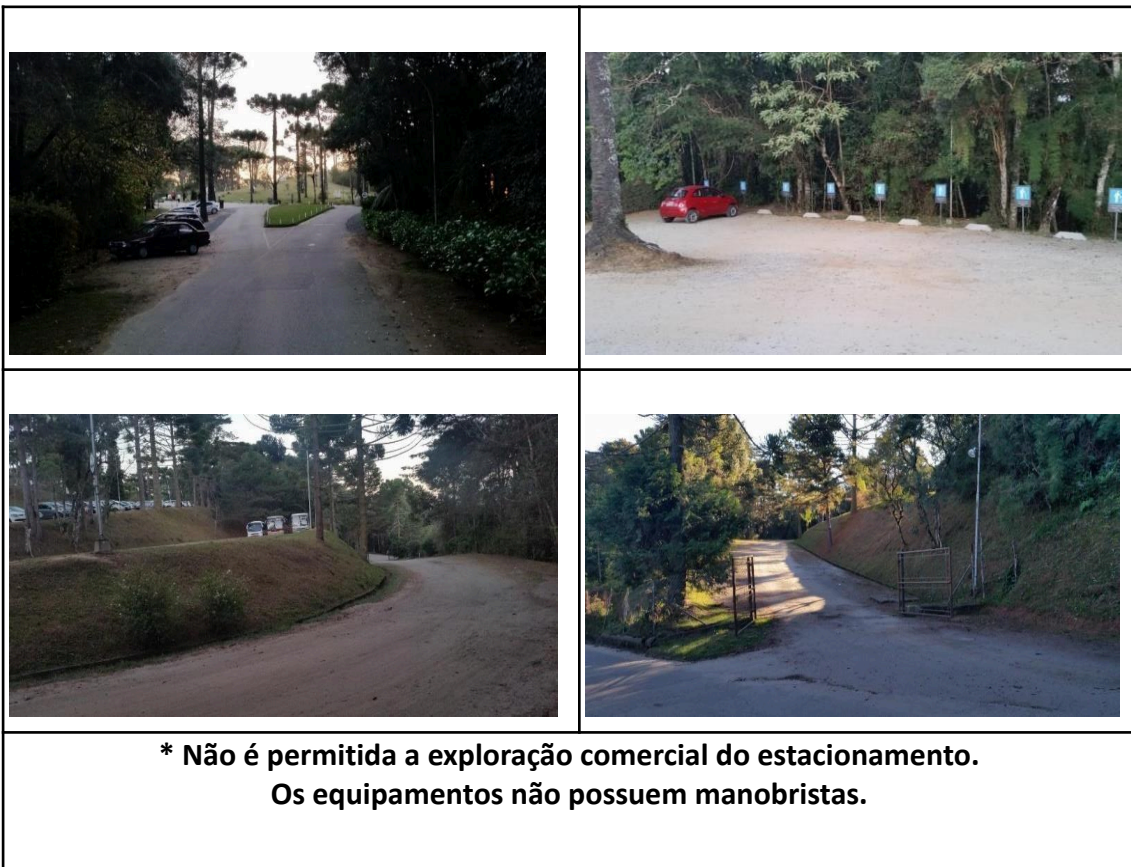 * Não é permitida a exploração comercial do estacionamento.
Os equipamentos não possuem manobristas.